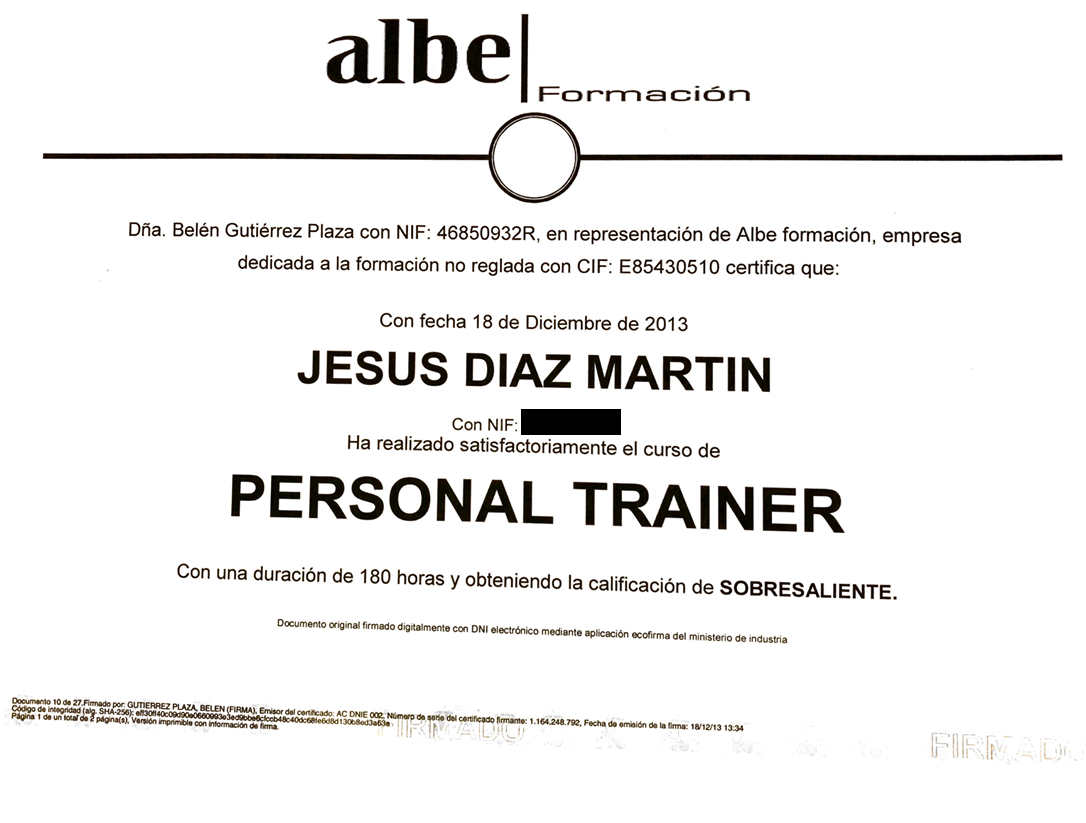 albe
Formación
Dña. Belén Gutiérrez Plaza con NIF: 46850932R, en representación de Albe formación, empresa
dedicada a la formación no reglada con CIF: E85430510 certifica que:
Con fecha 18 de Diciembre de 2013
JESUS DIAZ MARTIN
Con NIF:
Ha realizado satisfactoriamente el curso de
PERSONAL TRAINER
Con una duración de 180 horas y obteniendo la calificación de SOBRESALIENTE.
Documento original firmado digitalmente con DNI electrónico mediante aplicación ecofirma del ministerio de industria
Documento 10 de 27.Firmado por: GUTIERREZ PLAZA, BELEN (FIRMA), Emisor del certificado: AC DNIE 002, Número de serie del certificado firmante: 1.164.248.792, Fecha de emisión de la firma: 18/12/13 13:34
Código de integridad (alg. SHA-256):
Página 1 de un total de 2 página(s), Versión imprimible con información de firma.
FIRMADO
FIRMADO